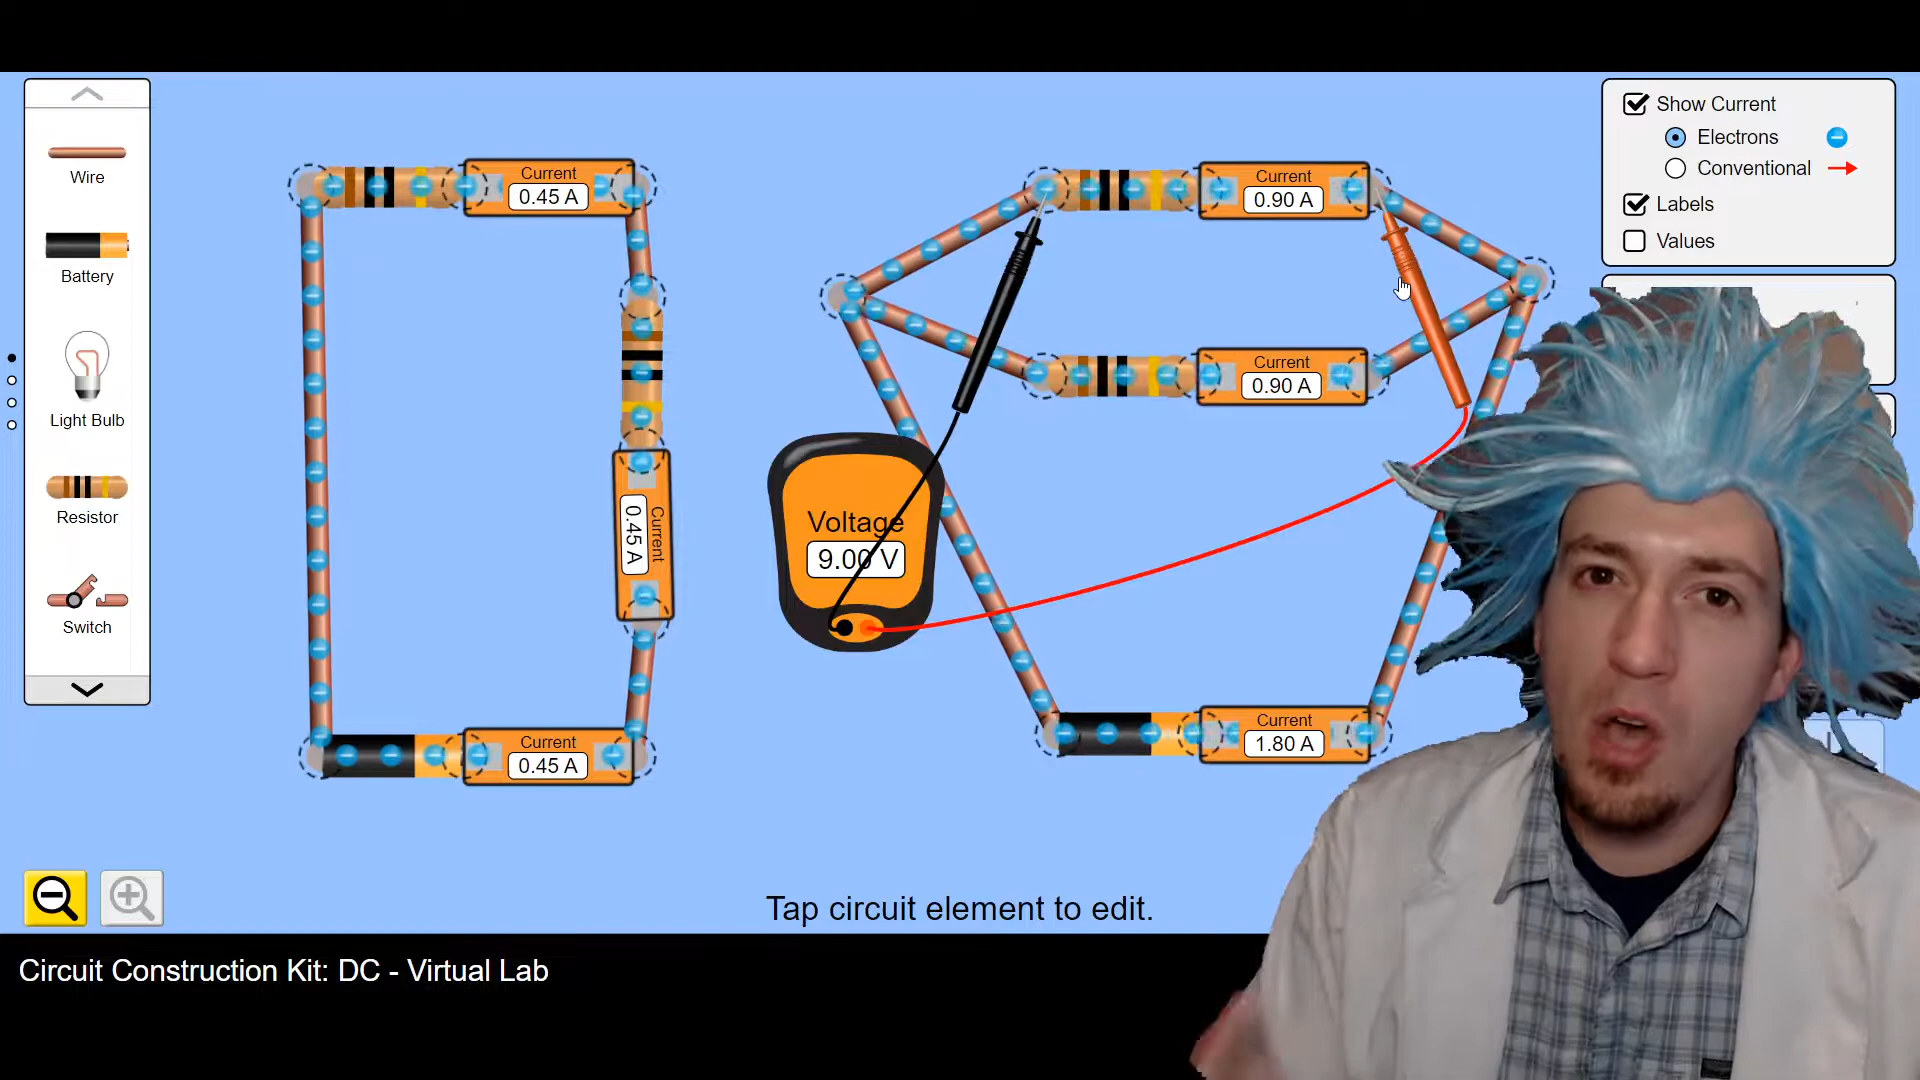 Wire
Battery
Light Bulb
Resistor
Switch
Current
0.45 A
Current
0.45 A
Current
0.45 A
Current
0.90 A
Current
0.90 A
Voltage
9.00 V
Current
1.80 A
Show Current
Electrons
Conventional
Labels
Values
Tap circuit element to edit.
Circuit Construction Kit: DC - Virtual Lab